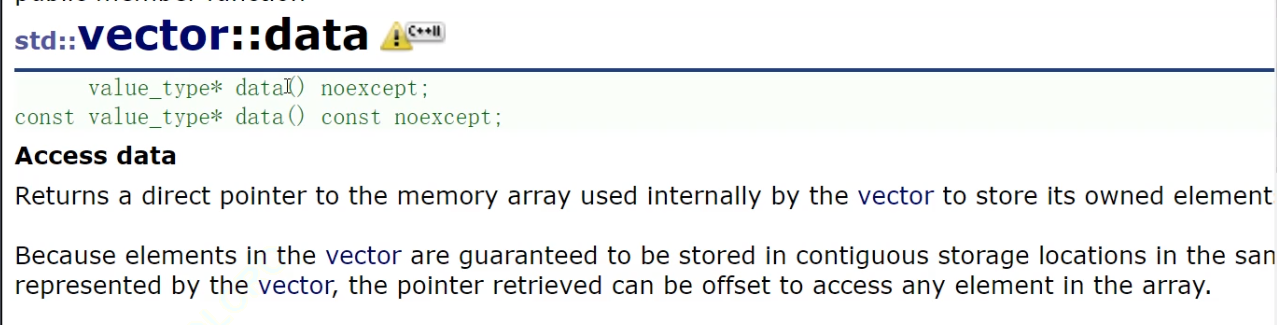 public member function
std::vector::data C++11
value_type* data() noexcept;
const value_type* data() const noexcept;
Access data
Returns a direct pointer to the memory array used internally by the vector to store its owned element
Because elements in the vector are guaranteed to be stored in contiguous storage locations in the san
represented by the vector, the pointer retrieved can be offset to access any element in the array.